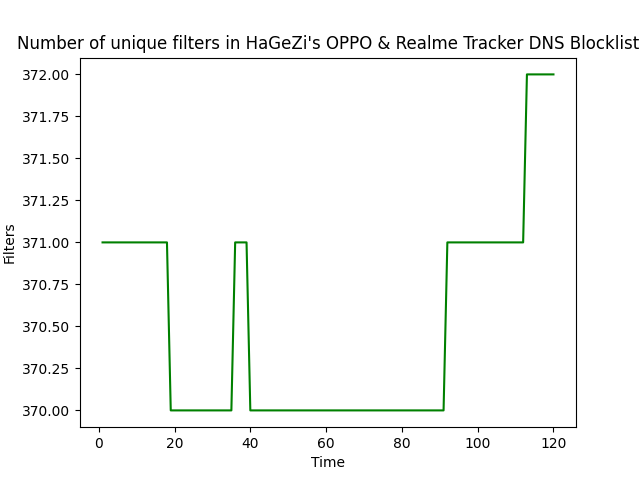 Number of unique filters in HaGeZi's OPPO & Realme Tracker DNS Blocklist
372.00
371.75
371.50
371.25
371.00
370.75
370.50
370.25
370.00
Filters
0 20 40 60 80 100 120
Time